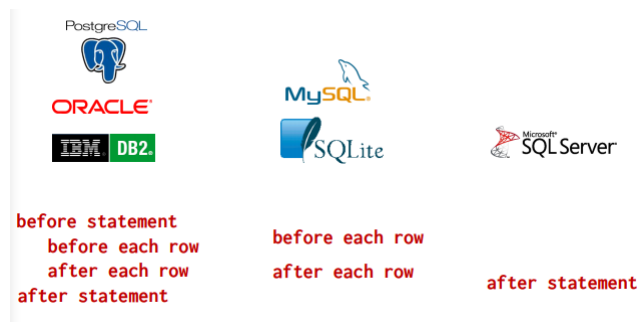 PostgreSQL
ORACLE®
IBM. DB2.
before statement
before each row
after each row
after statement
MySQL®
SQLite
before each row
after each row
Microsoft®
SQL Server®
after statement